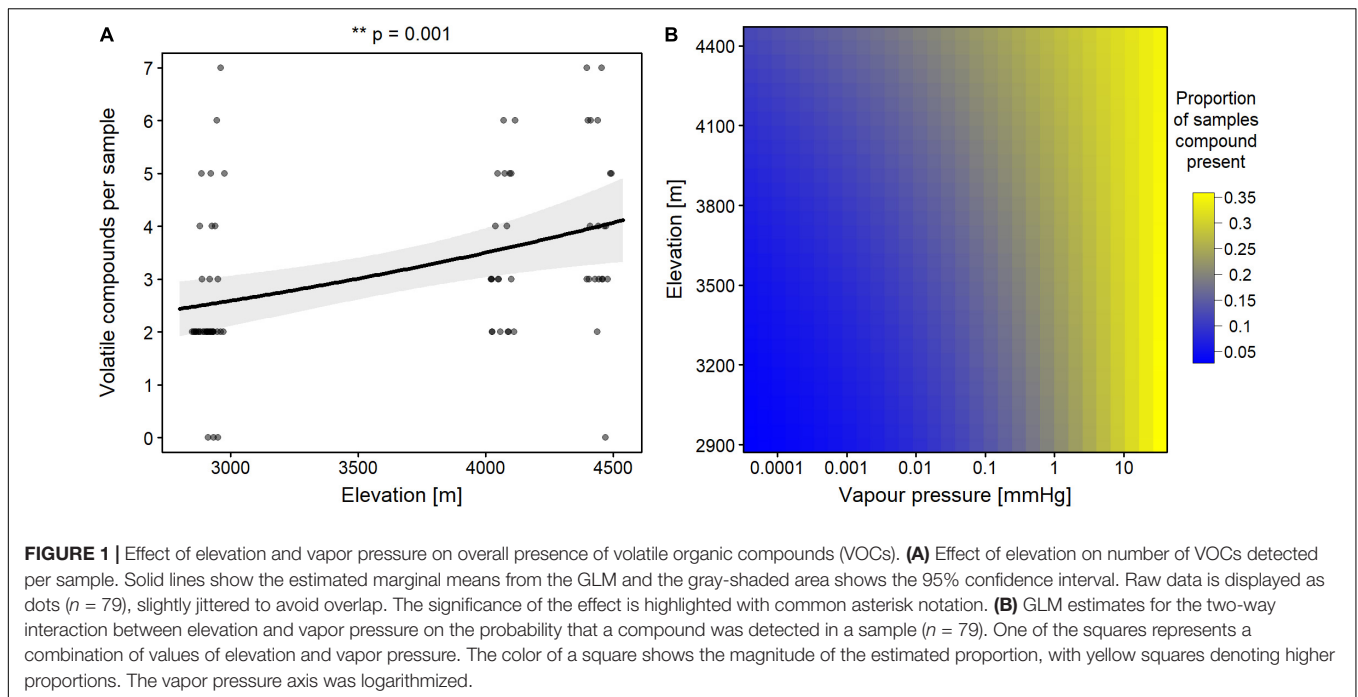 A
** p = 0.001
7
6
5
4
3
2
1
0
Volatile compounds per sample
3000 3500 4000 4500
Elevation [m]
B
4400
4100
3800
3500
3200
2900
Elevation [m]
0.0001 0.001 0.01 0.1 1 10
Vapour pressure [mmHg]
Proportion
of samples
compound
present
0.35
0.3
0.25
0.2
0.15
0.1
0.05
FIGURE 1 | Effect of elevation and vapor pressure on overall presence of volatile organic compounds (VOCs). (A) Effect of elevation on number of VOCs detected
per sample. Solid lines show the estimated marginal means from the GLM and the gray-shaded area shows the 95% confidence interval. Raw data is displayed as
dots (n = 79), slightly jittered to avoid overlap. The significance of the effect is highlighted with common asterisk notation. (B) GLM estimates for the two-way
interaction between elevation and vapor pressure on the probability that a compound was detected in a sample (n = 79). One of the squares represents a
combination of values of elevation and vapor pressure. The color of a square shows the magnitude of the estimated proportion, with yellow squares denoting higher
proportions. The vapor pressure axis was logarithmized.